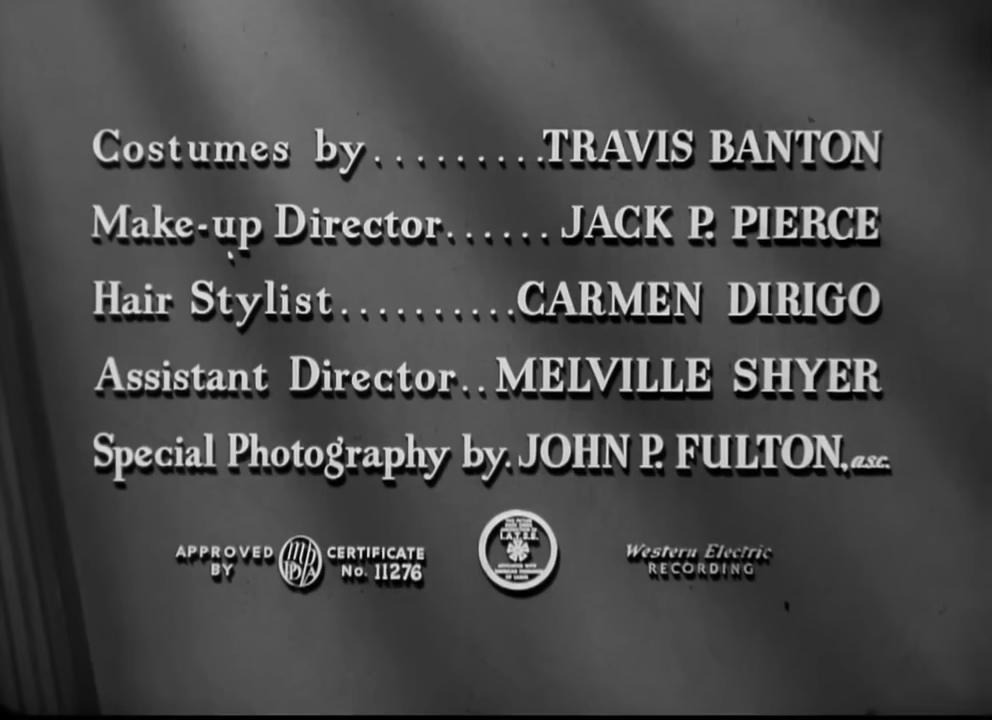 Costumes by.........TRAVIS BANTON
Make-up Director......JACK P. PIERCE
Hair Stylist..........CARMEN DIRIGO
Assistant Director..MELVILLE SHYER
Special Photography by.JOHN P. FULTON, a.s.c.
APPROVED BY MPPDA CERTIFICATE No. 11276
I.A.T.S.E.
Western Electric
RECORDING